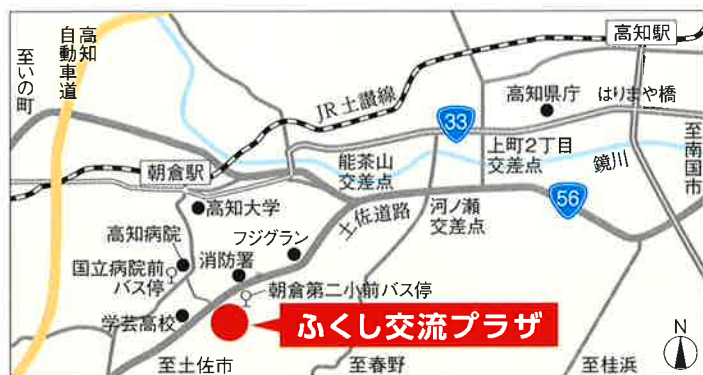 高知駅
高知
自動車道
至いの町
JR土讃線
33
高知県庁
はりまや橋
朝倉駅
能茶山
交差点
上町2丁目
交差点
鏡川
至南国市
高知大学
土佐道路
河ノ瀬
交差点
56
高知病院
フジグラン
国立病院前
バス停
消防署
朝倉第二小前バス停
学芸高校
ふくし交流プラザ
至土佐市
至春野
至桂浜
N